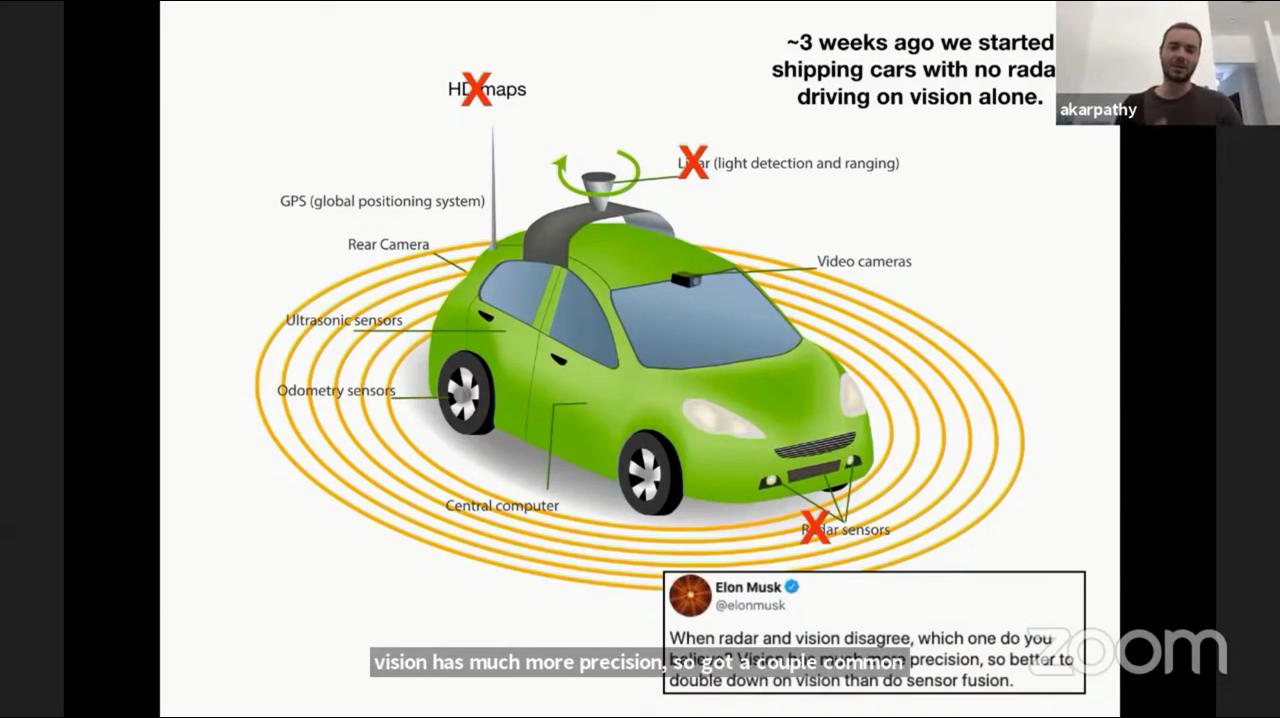 ~3 weeks ago we started
shipping cars with no rada
driving on vision alone.
akarpathy
HD maps
(light detection and ranging)
GPS (global positioning system)
Rear Camera
Video cameras
Ultrasonic sensors
Odometry sensors
Central computer
sensors
Elon Musk
@elonmusk
When radar and vision disagree, which one do you
believe? Vision has much more precision, so better to
double down on vision than do sensor fusion.
vision has much more precision, so got a couple common
zoom